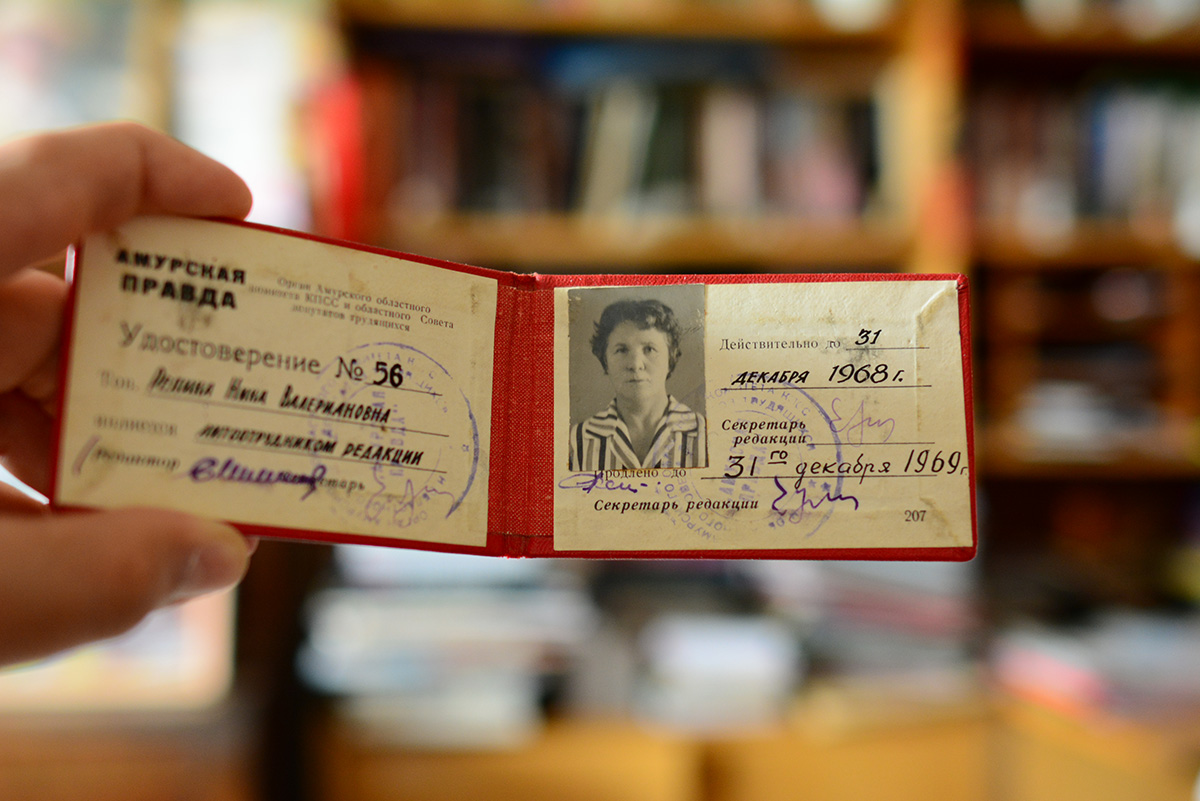 АМУРСКАЯ
ПРАВДА
Орган Амурского областного
комитета КПСС и областного Совета
депутатов трудящихся
Удостоверение № 56
Тов. Релина Нина Валериановна
является литсотрудником редакции
Редактор
Действительно до 31
ДЕКАБРЯ 1968 г.
Секретарь
редакции
Продлено до 31 го декабря 1969 г.
Секретарь редакции
207